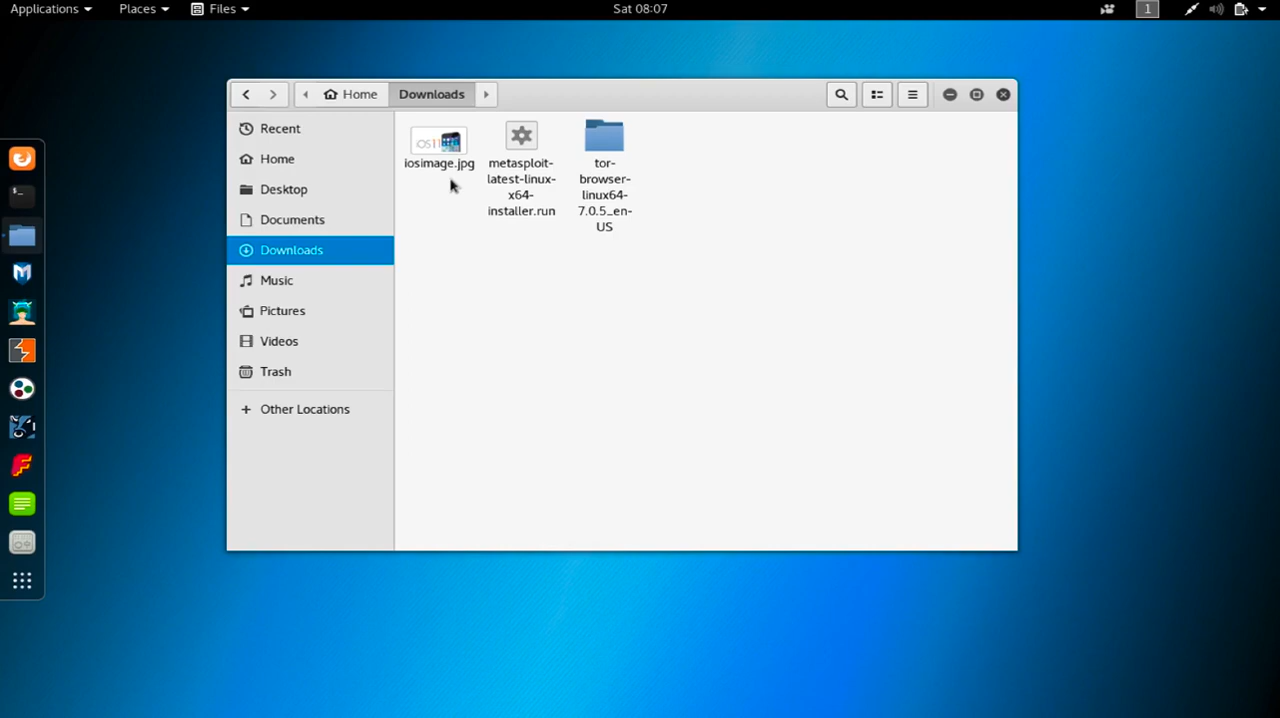 Applications
Places
Files
Sat 08:07
1
Home
Downloads
Recent
Home
Desktop
Documents
Downloads
Music
Pictures
Videos
Trash
Other Locations
iosimage.jpg
metasploit-
latest-linux-
x64-
installer.run
tor-
browser-
linux64-
7.0.5_en-
US